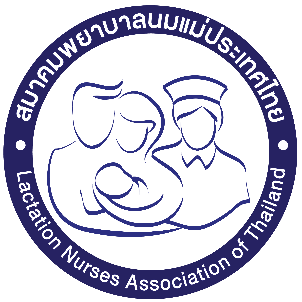 สมาคมพยาบาลนมแม่ประเทศไทย
Lactation Nurses Association of Thailand